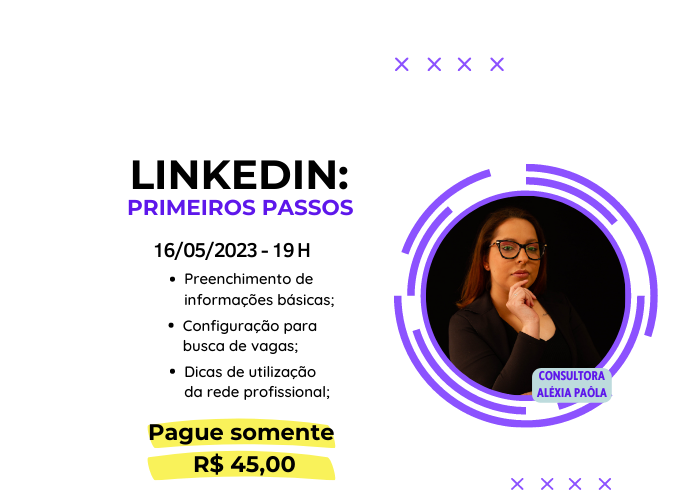 LINKEDIN:
PRIMEIROS PASSOS
16/05/2023 - 19 H
• Preenchimento de
informações básicas;
• Configuração para
busca de vagas;
• Dicas de utilização
da rede profissional;
Pague somente
R$ 45,00
CONSULTORA
ALÉXIA PAÔLA